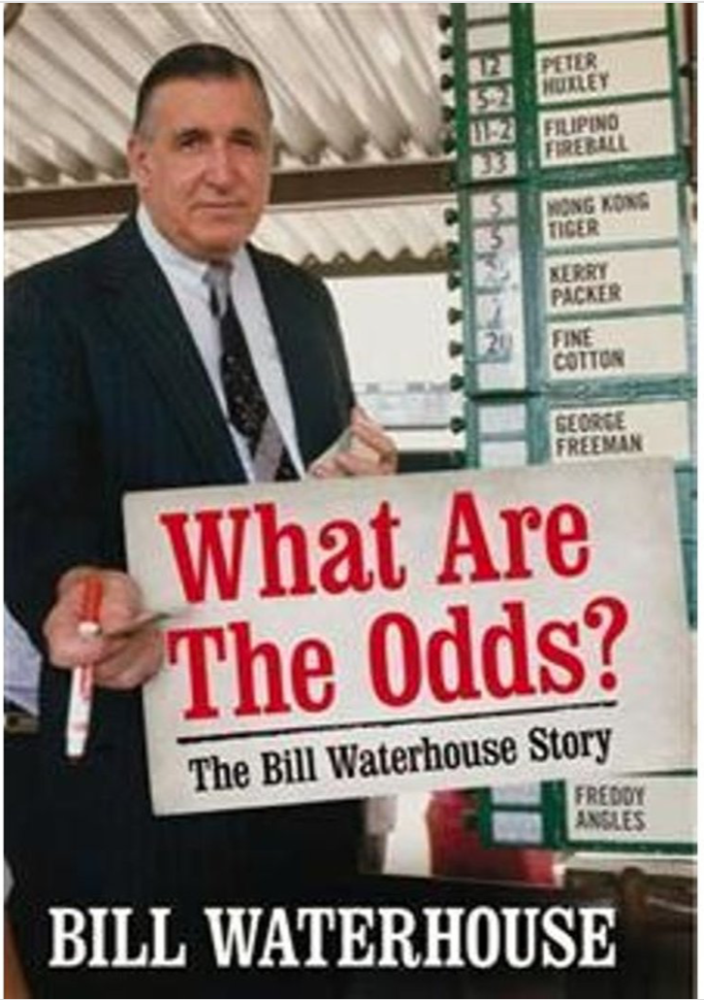 12
PETER
HUXLEY
5-2
11-2
FILIPINO
FIREBALL
33
5
HONG KONG
TIGER
5
KERRY
PACKER
20
FINE
COTTON
GEORGE
FREEMAN
What Are
The Odds?
The Bill Waterhouse Story
FREDDY
ANGLES
BILL WATERHOUSE